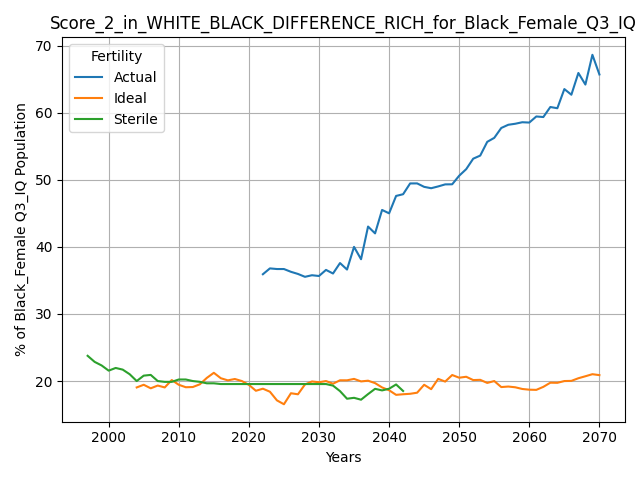 Score_2_in_WHITE_BLACK_DIFFERENCE_RICH_for_Black_Female_Q3_IQ
Fertility
Actual
Ideal
Sterile
% of Black_Female Q3_IQ Population
70
60
50
40
30
20
2000 2010 2020 2030 2040 2050 2060 2070
Years